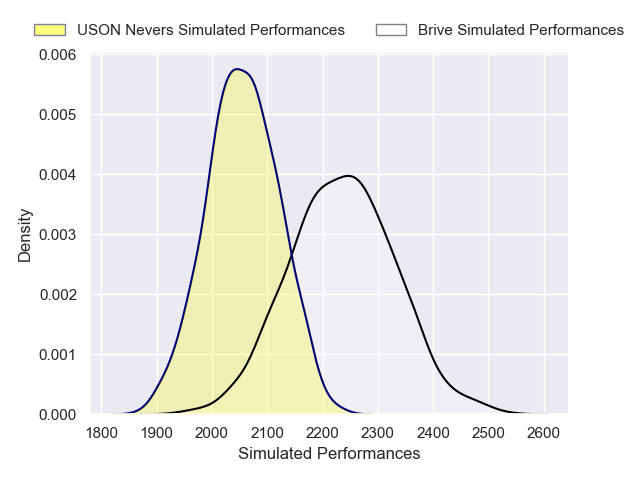 USON Nevers Simulated Performances Brive Simulated Performances
0.006
0.005
0.004
0.003
0.002
0.001
0.000
Density
1800 1900 2000 2100 2200 2300 2400 2500 2600
Simulated Performances